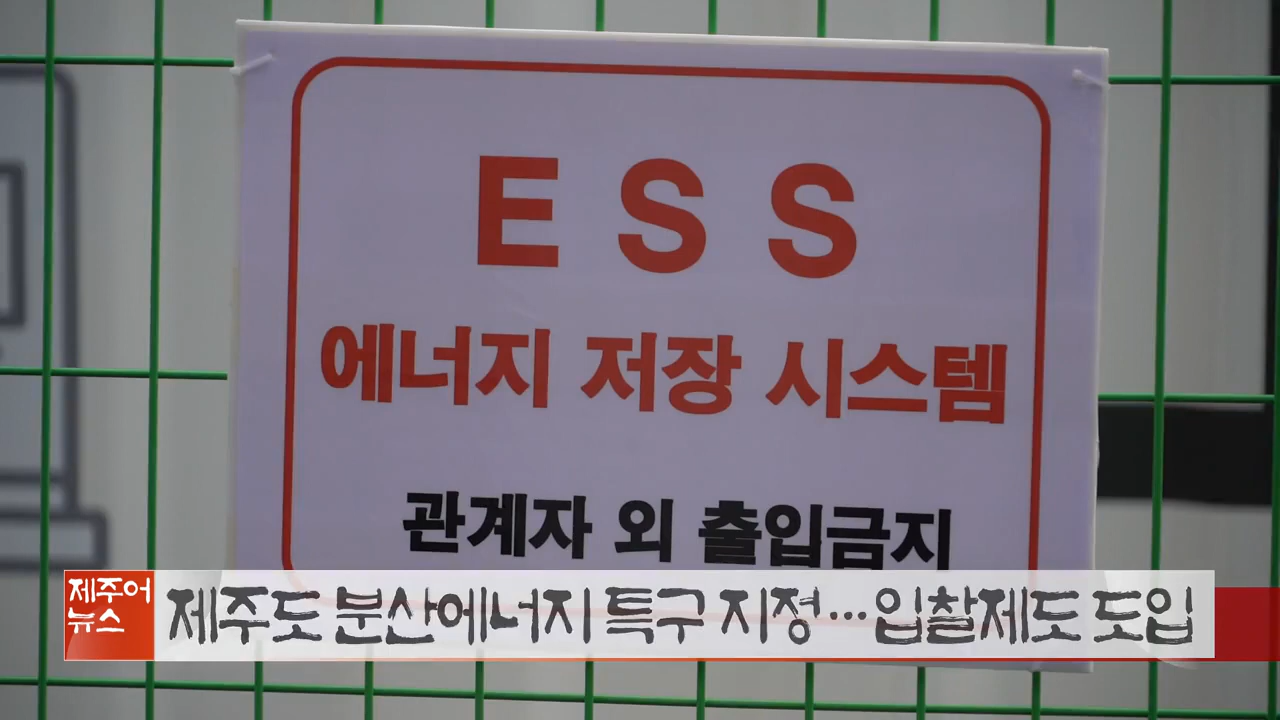 E S S
에너지 저장 시스템
관계자 외 출입금지
제주어
뉴스
제주도 분산에너지 특구 지정…입찰제도 도입